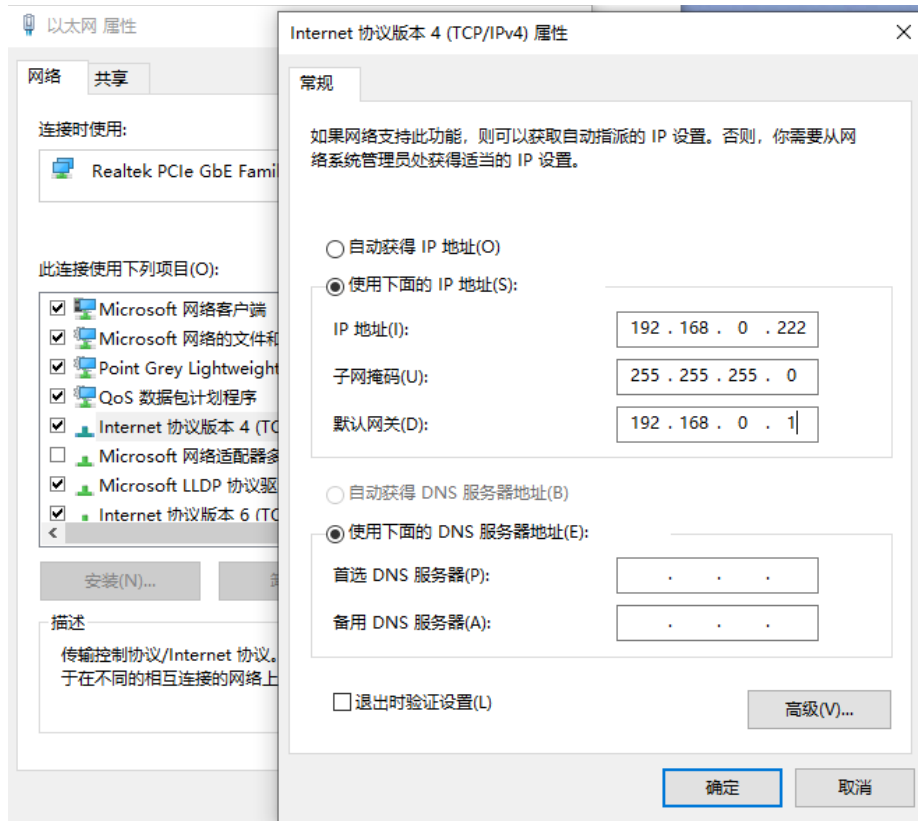 以太网 属性
网络
共享
连接时使用:
Realtek PCIe GbE Famil
此连接使用下列项目(O):
Microsoft 网络客户端
Microsoft 网络的文件和
Point Grey Lightweight
QoS 数据包计划程序
Internet 协议版本 4 (TC
Microsoft 网络适配器多
Microsoft LLDP 协议驱
Internet 协议版本 6 (TC
安装(N)...
描述
传输控制协议/Internet 协议。
于在不同的相互连接的网络上
Internet 协议版本 4 (TCP/IPv4) 属性
常规
如果网络支持此功能，则可以获取自动指派的 IP 设置。否则，你需要从网
络系统管理员处获得适当的 IP 设置。
自动获得 IP 地址(O)
使用下面的 IP 地址(S):
IP 地址(I):
192 . 168 . 0 . 222
子网掩码(U):
255 . 255 . 255 . 0
默认网关(D):
192 . 168 . 0 . 1
自动获得 DNS 服务器地址(B)
使用下面的 DNS 服务器地址(E):
首选 DNS 服务器(P):
. . .
备用 DNS 服务器(A):
. . .
退出时验证设置(L)
高级(V)...
确定
取消